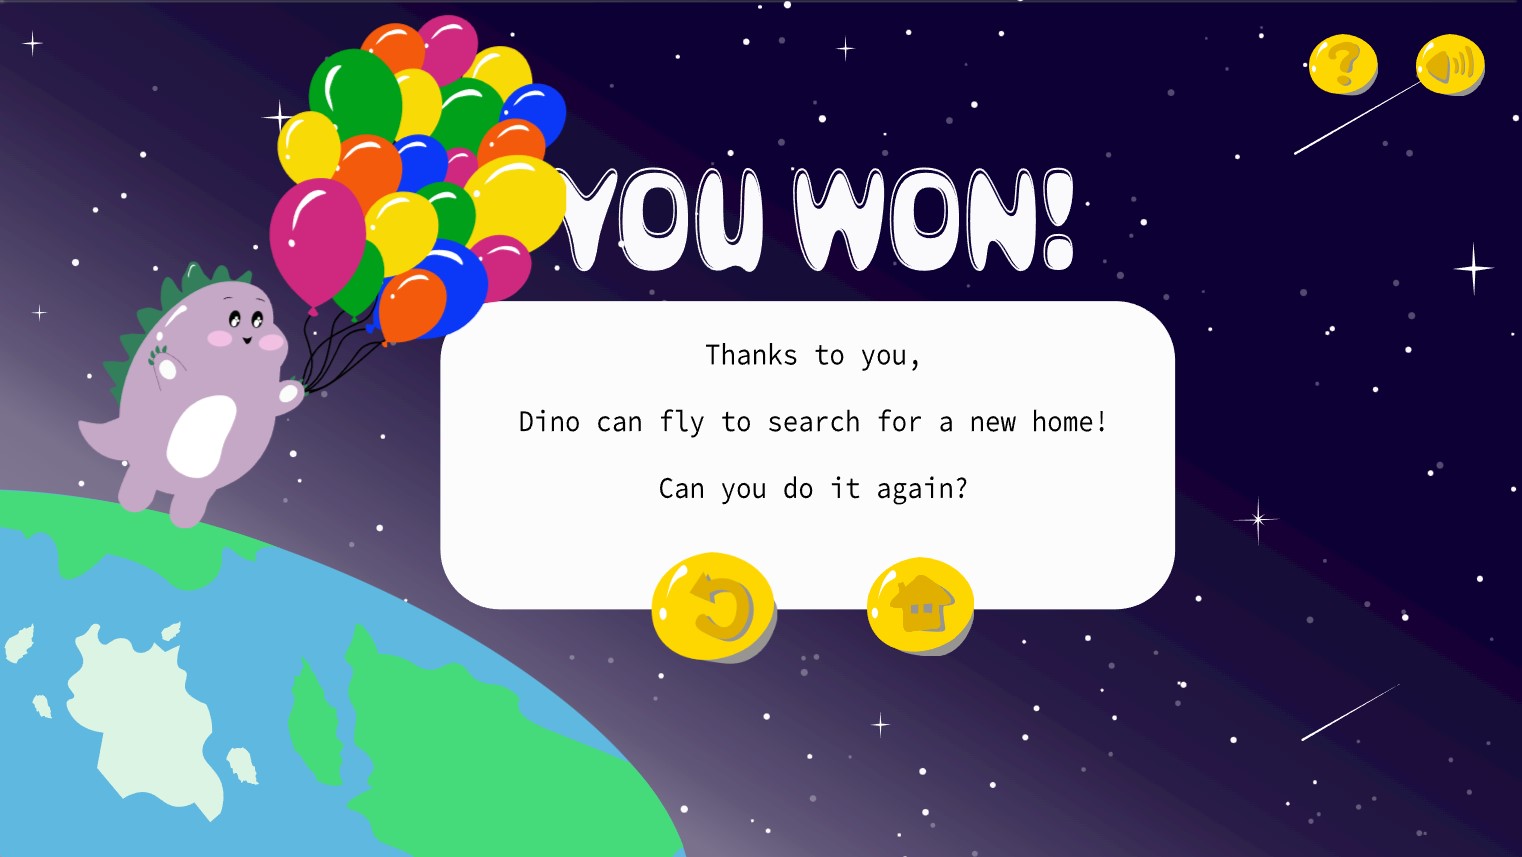 YOU WON!
Thanks to you,
Dino can fly to search for a new home!
Can you do it again?